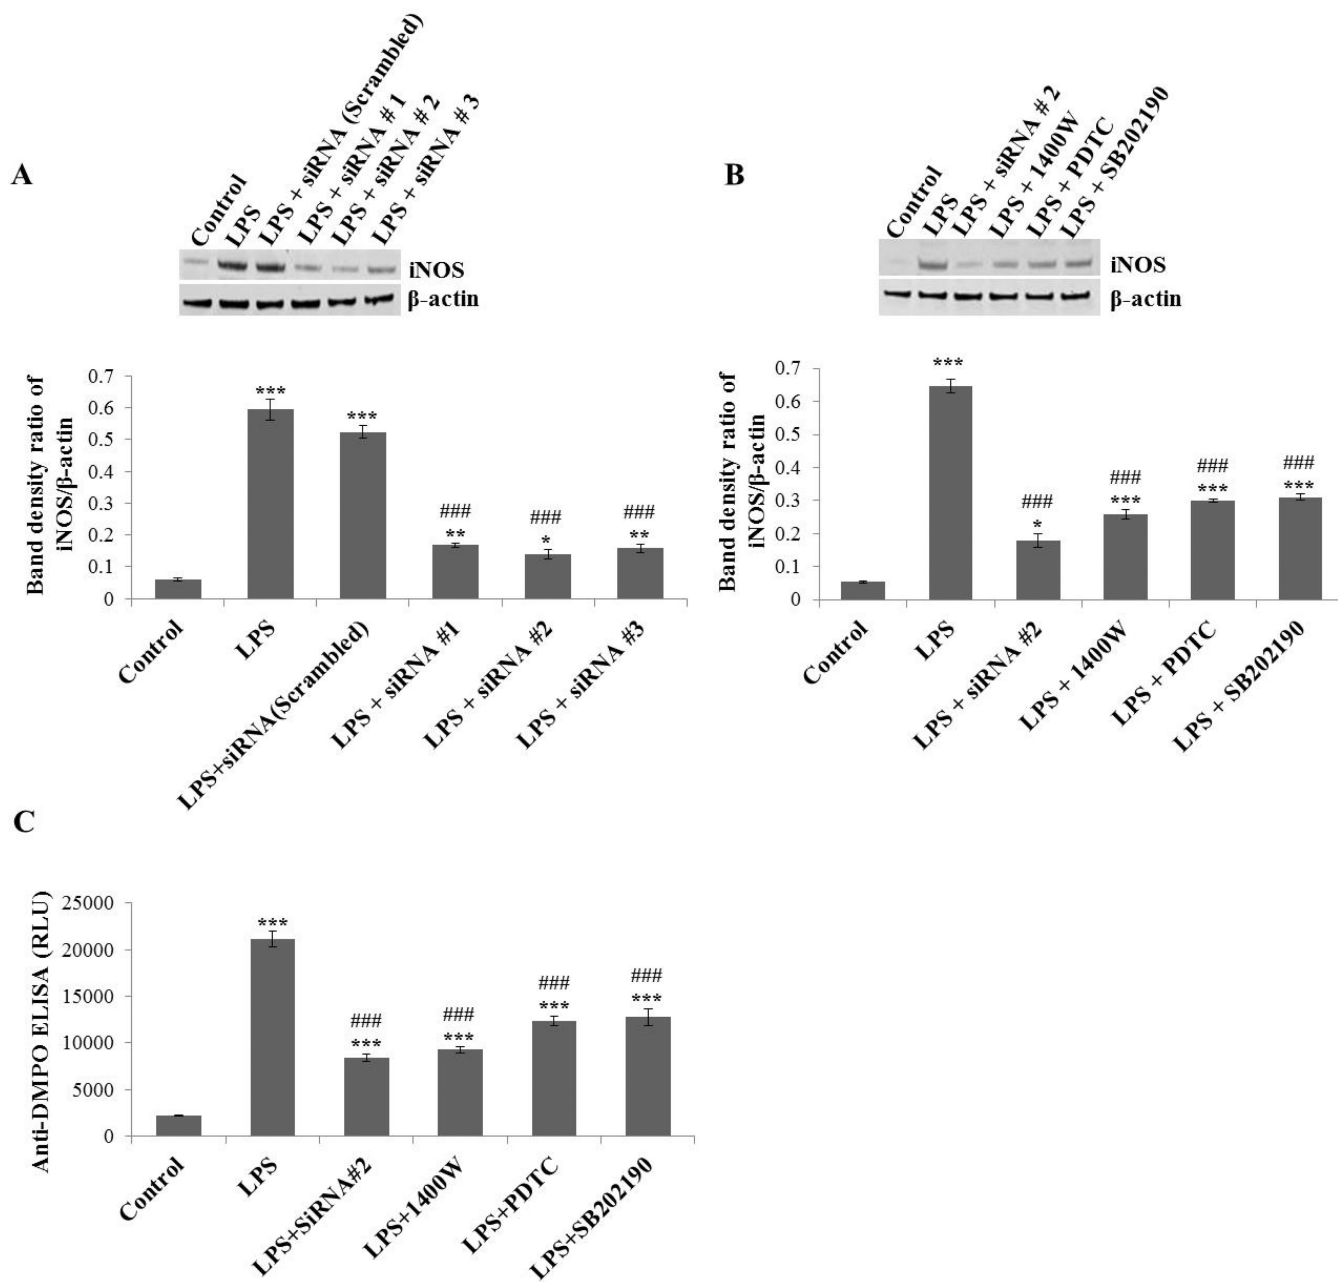 A
Control
LPS
LPS + siRNA (Scrambled)
LPS + siRNA # 1
LPS + siRNA # 2
LPS + siRNA # 3
iNOS
β-actin
Band density ratio of
iNOS/β-actin
0.7
0.6
0.5
0.4
0.3
0.2
0.1
0
***
***
###
**
###
*
###
**
Control
LPS
LPS+siRNA(Scrambled)
LPS + siRNA #1
LPS + siRNA #2
LPS + siRNA #3
B
Control
LPS
LPS + siRNA # 2
LPS + 1400W
LPS + PDTC
LPS + SB202190
iNOS
β-actin
Band density ratio of
iNOS/β-actin
0.7
0.6
0.5
0.4
0.3
0.2
0.1
0
***
###
*
###
***
###
***
###
***
Control
LPS
LPS + siRNA #2
LPS + 1400W
LPS + PDTC
LPS + SB202190
C
Anti-DMPO ELISA (RLU)
25000
20000
15000
10000
5000
0
***
###
***
###
***
###
***
###
***
Control
LPS
LPS+SiRNA#2
LPS+1400W
LPS+PDTC
LPS+SB202190